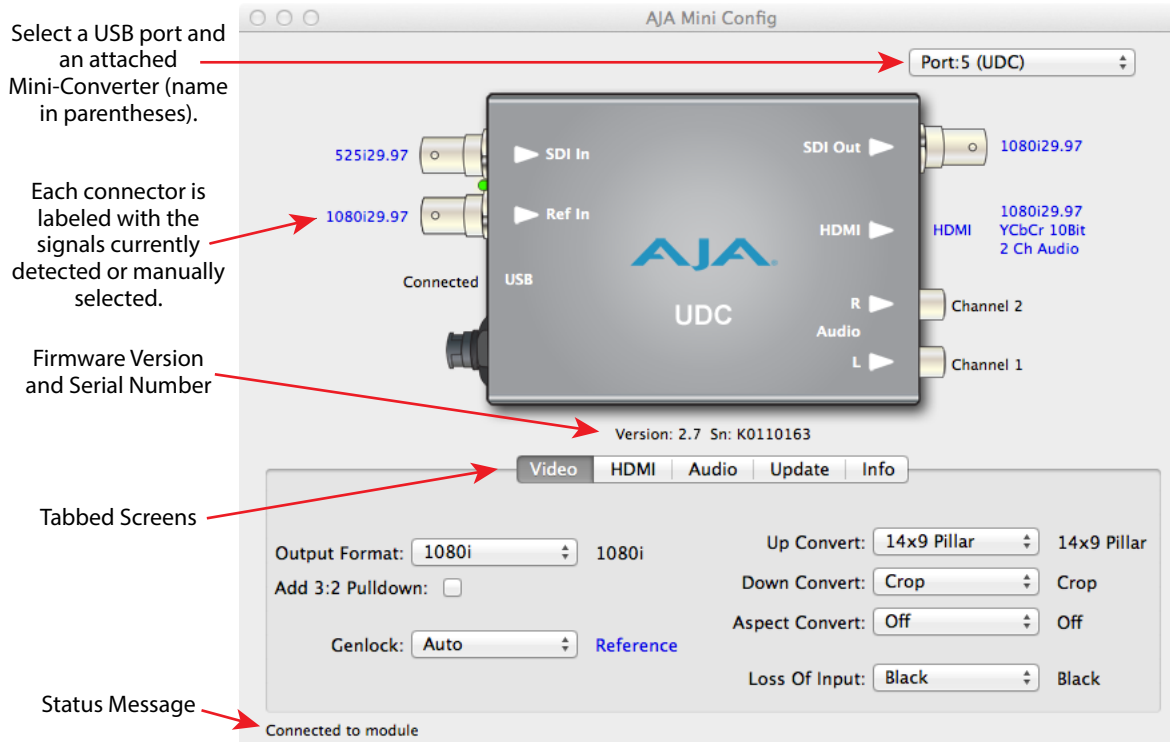 AJA Mini Config
Select a USB port and
an attached
Mini-Converter (name
in parentheses).
Port:5 (UDC)
525i29.97
SDI In
SDI Out
1080i29.97
Each connector is
labeled with the
signals currently
detected or manually
selected.
1080i29.97
Ref In
HDMI
HDMI
1080i29.97
YCbCr 10Bit
2 Ch Audio
AJA
Connected
USB
UDC
R
Channel 2
Audio
L
Channel 1
Firmware Version
and Serial Number
Version: 2.7 Sn: K0110163
Tabbed Screens
Video
HDMI
Audio
Update
Info
Output Format: 1080i 1080i
Add 3:2 Pulldown:
Genlock: Auto Reference
Up Convert: 14x9 Pillar 14x9 Pillar
Down Convert: Crop Crop
Aspect Convert: Off Off
Loss Of Input: Black Black
Status Message
Connected to module